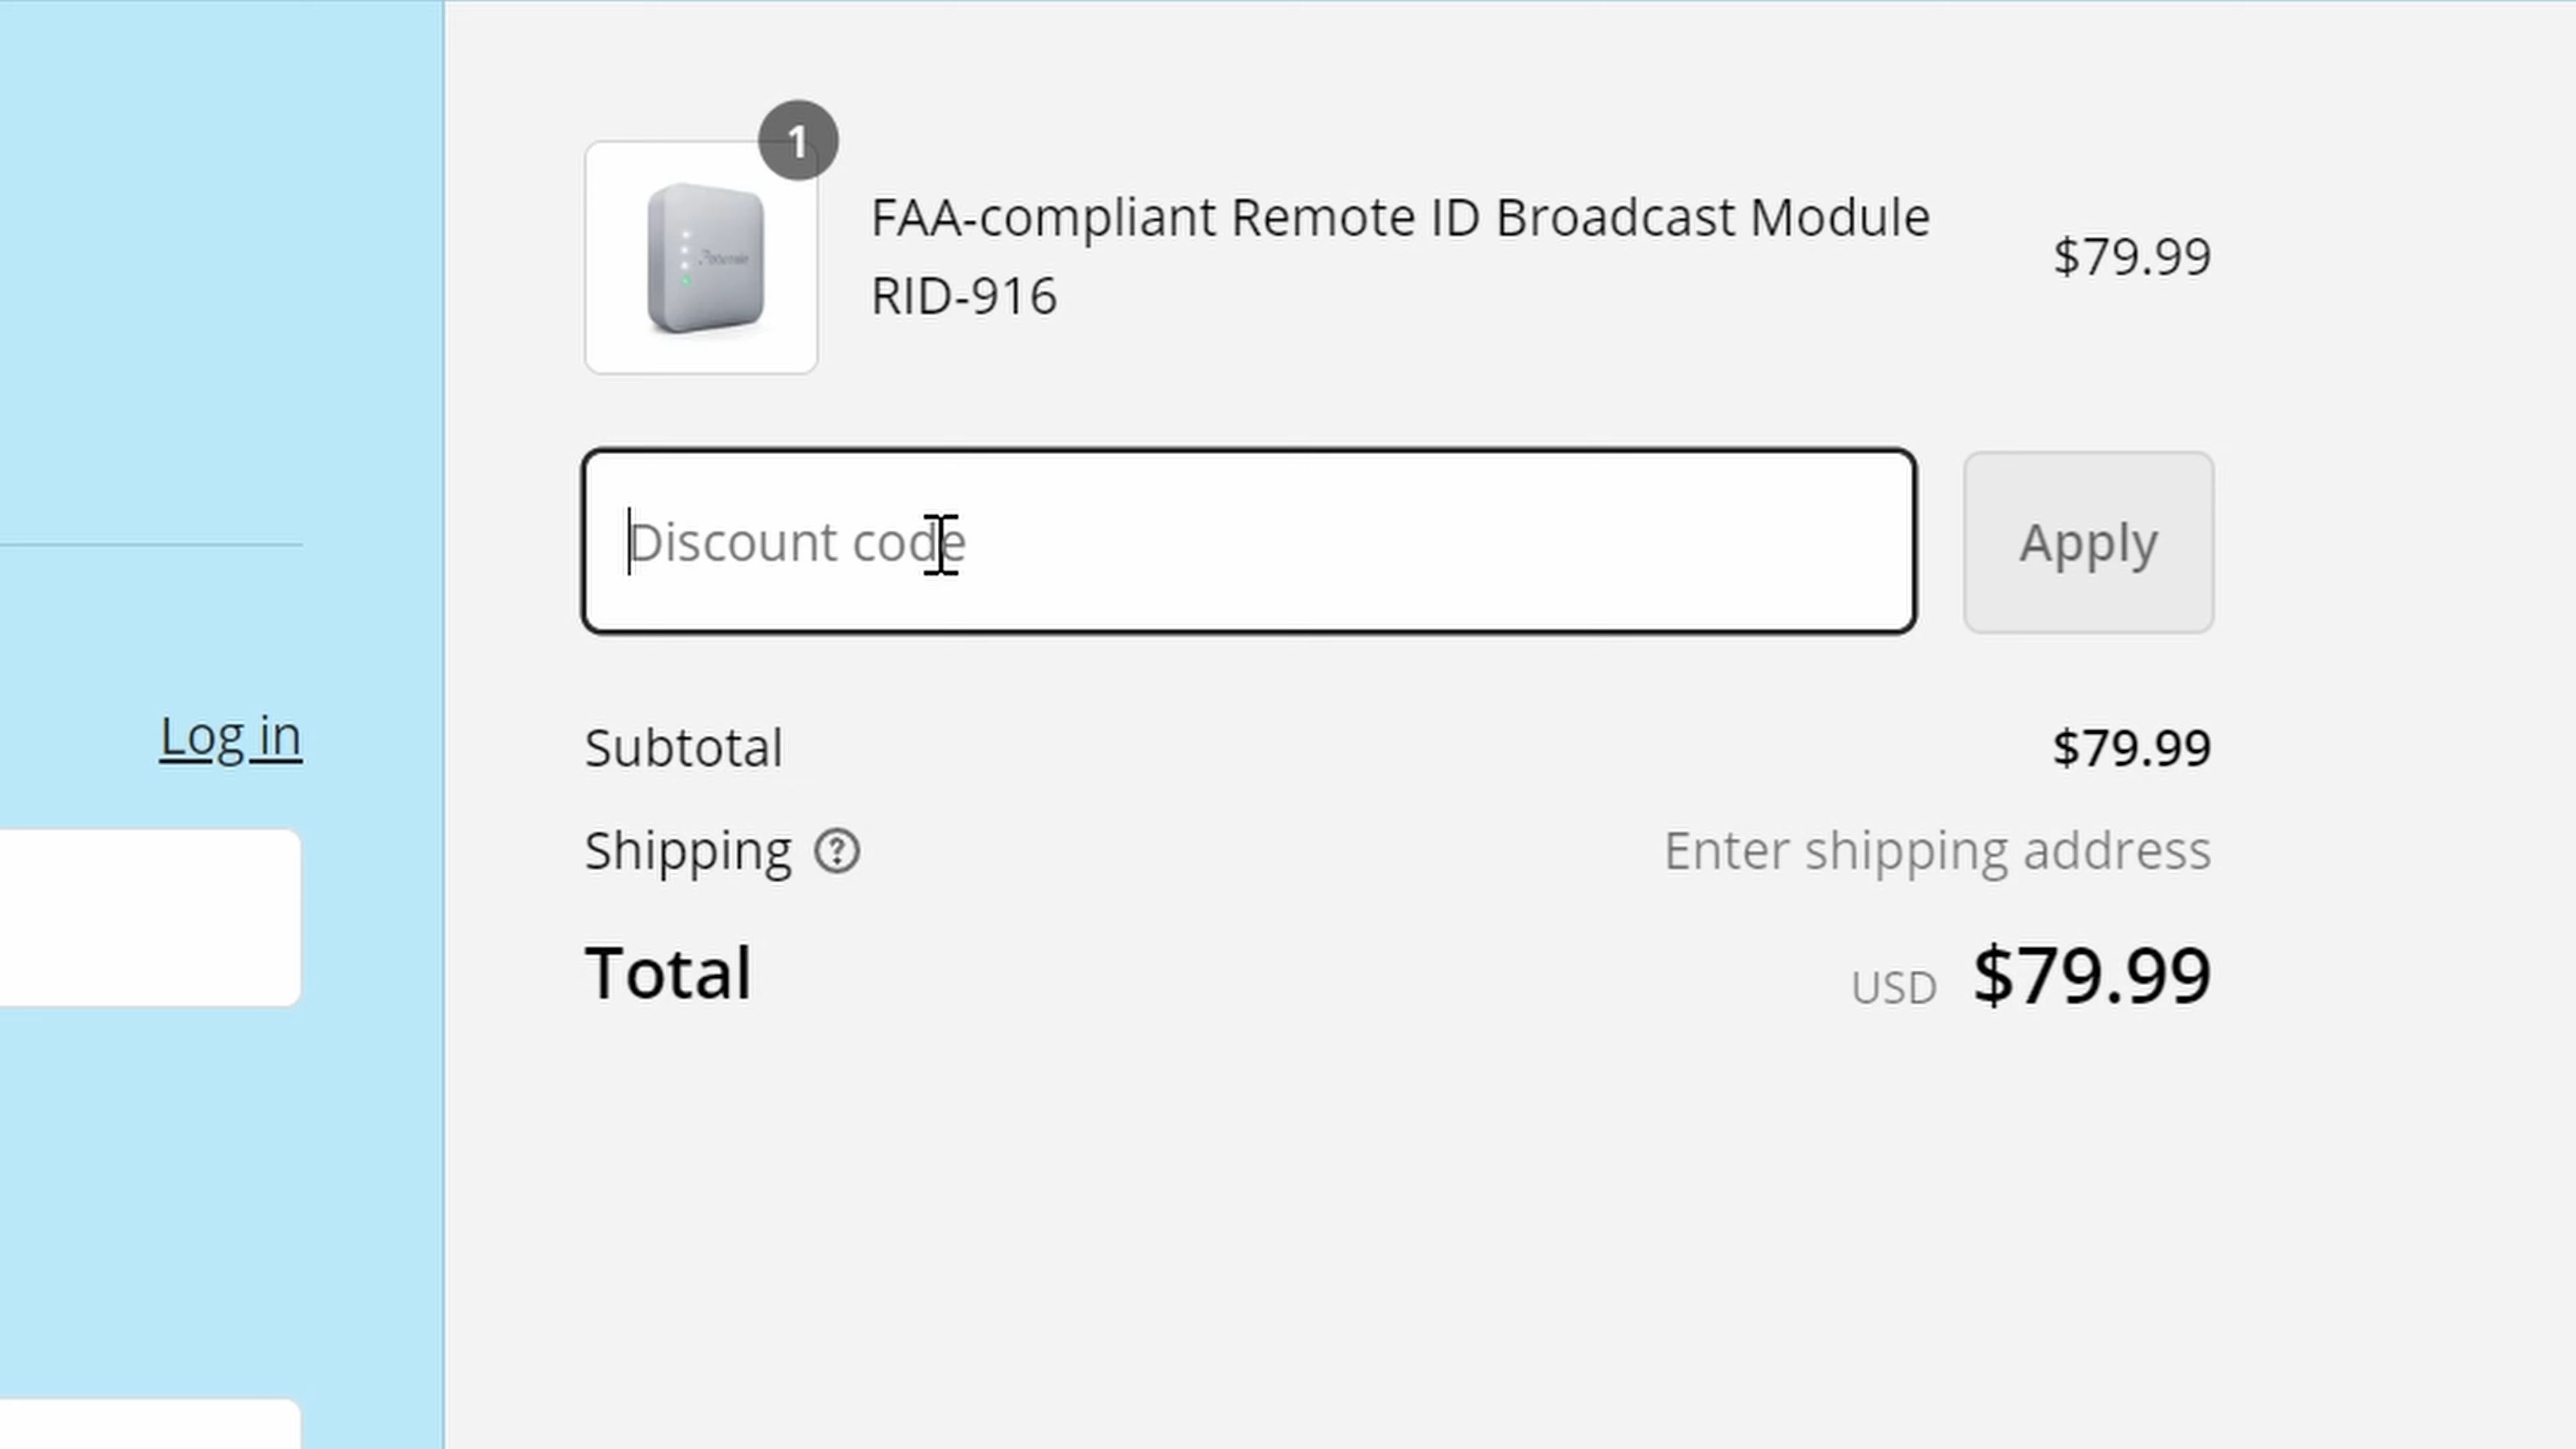 1
FAA-compliant Remote ID Broadcast Module
RID-916
$79.99
Discount code
Apply
Log in
Subtotal
$79.99
Shipping ?
Enter shipping address
Total
USD $79.99